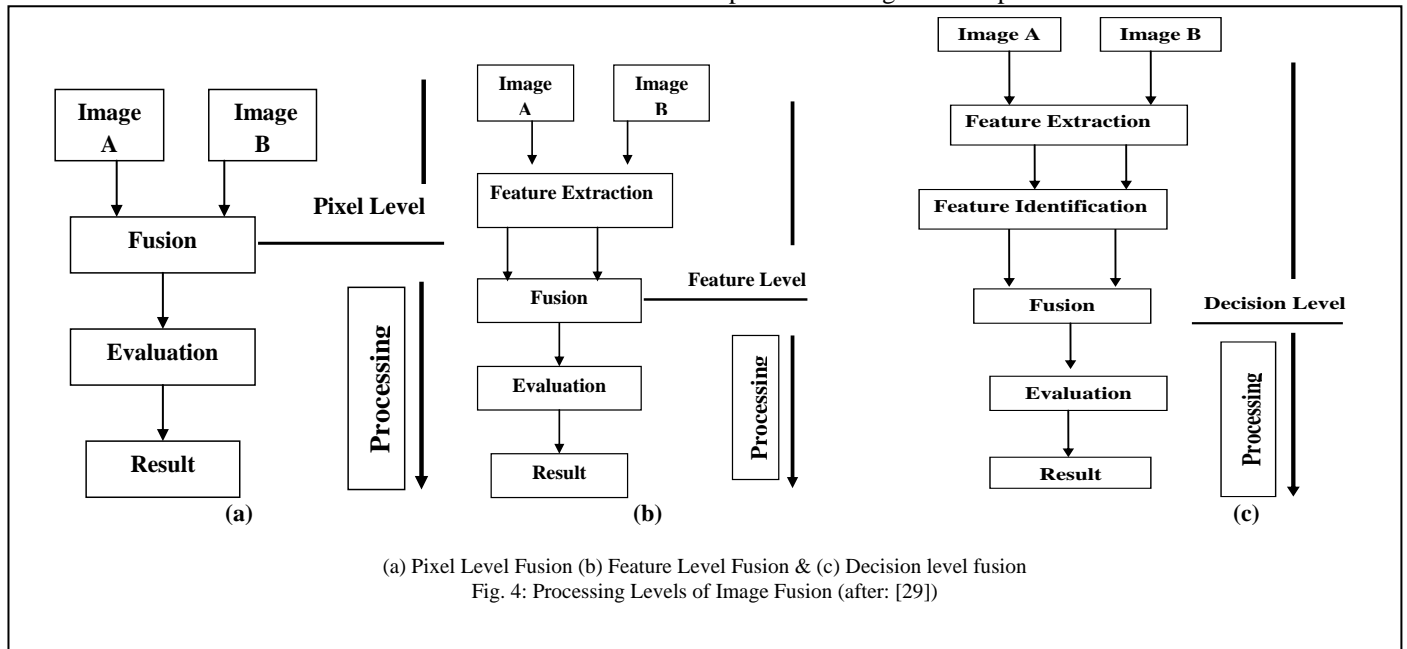 Image
A
Image
B
Fusion
Evaluation
Result
Pixel Level
Processing
(a)
Image
A
Image
B
Feature Extraction
Fusion
Evaluation
Result
Feature Level
Processing
(b)
Image A
Image B
Feature Extraction
Feature Identification
Fusion
Evaluation
Result
Decision Level
Processing
(c)
(a) Pixel Level Fusion (b) Feature Level Fusion & (c) Decision level fusion
Fig. 4: Processing Levels of Image Fusion (after: [29])